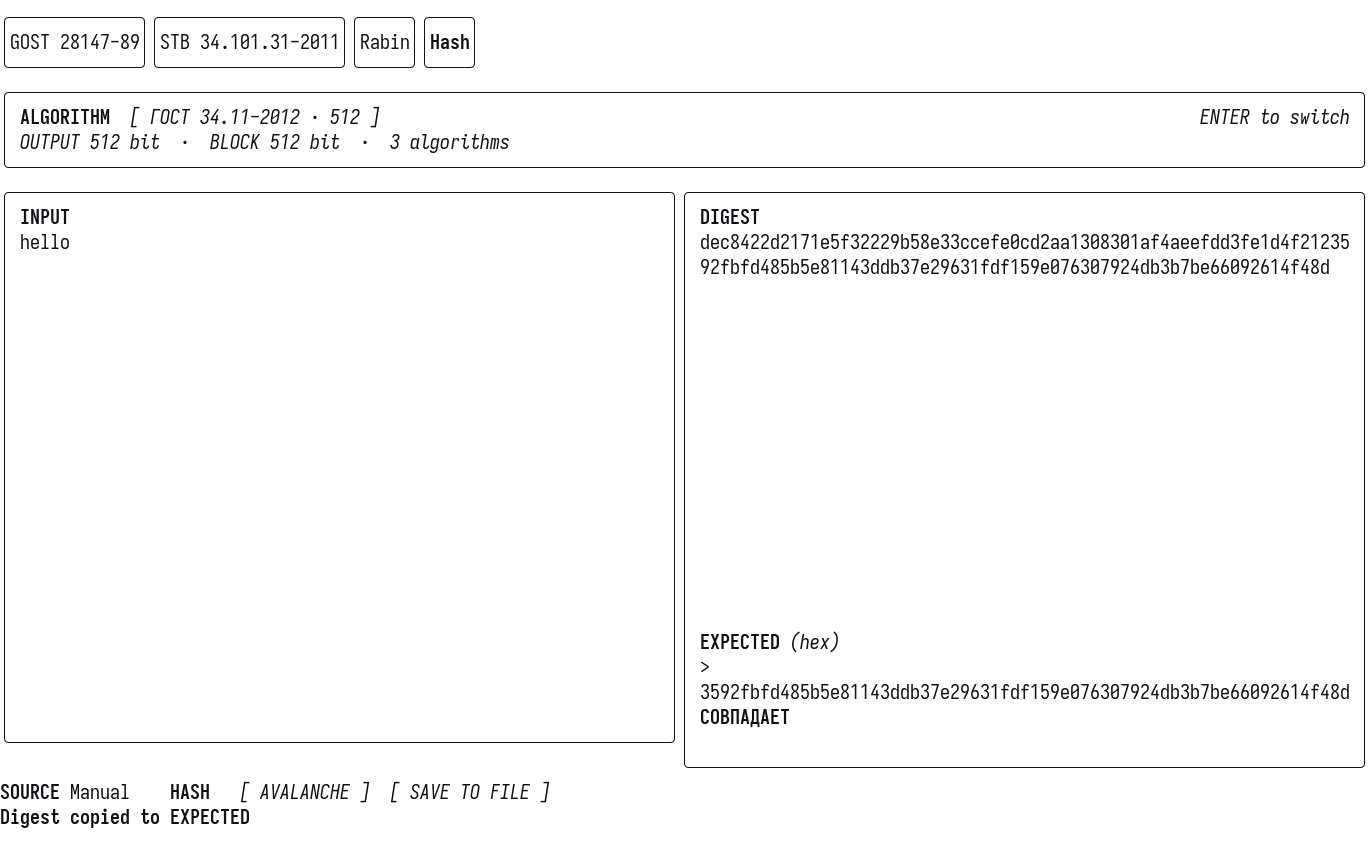 GOST 28147-89 STB 34.101.31-2011 Rabin Hash
ALGORITHM [ ГОСТ 34.11-2012 · 512 ] ENTER to switch
OUTPUT 512 bit · BLOCK 512 bit · 3 algorithms
INPUT
hello
DIGEST
dec8422d2171e5f32229b58e33ccefe0cd2aa1308301af4aeefdd3fe1d4f21235
92fbfd485b5e81143ddb37e29631fdf159e076307924db3b7be66092614f48d
EXPECTED (hex)
>
3592fbfd485b5e81143ddb37e29631fdf159e076307924db3b7be66092614f48d
СОВПАДАЕТ
SOURCE Manual HASH [ AVALANCHE ] [ SAVE TO FILE ]
Digest copied to EXPECTED